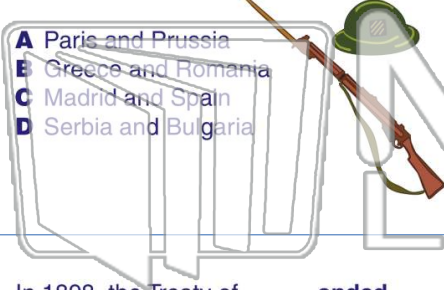 A Paris and Prussia
B Greece and Romania
C Madrid and Spain
D Serbia and Bulgaria
In 1898, the Treaty of ended